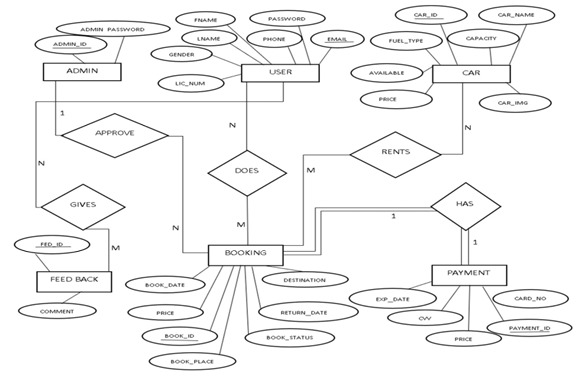 FNAME
PASSWORD
CAR_ID
CAR_NAME
ADMIN PASSWORD
LNAME
PHONE
EMAIL
FUEL_TYPE
CAPACITY
ADMIN_ID
GENDER
ADMIN
USER
AVAILABLE
CAR
LIC_NUM
PRICE
CAR_IMG
1
N
N
APPROVE
RENTS
N
DOES
M
GIVES
HAS
N
M
1
FED_ID
M
1
BOOKING
FEED BACK
PAYMENT
BOOK_DATE
DESTINATION
EXP_DATE
CARD_NO
COMMENT
PRICE
RETURN_DATE
CVV
PAYMENT_ID
BOOK_ID
BOOK_STATUS
PRICE
BOOK_PLACE